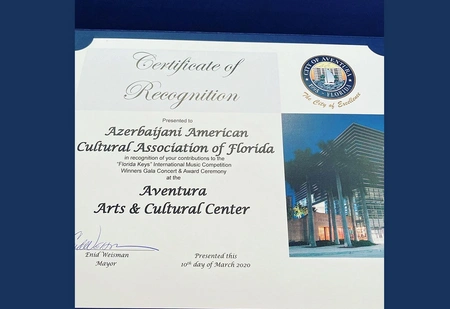 Certificate of
Recognition
CITY OF AVENTURA
1995 FLORIDA
The City of Excellence
Presented to
Azerbaijani American
Cultural Association of Florida
in recognition of your contributions to the
"Florida Keys" International Music Competition
Winners Gala Concert & Award Ceremony
at the
Aventura
Arts & Cultural Center
Enid Weisman
Mayor
Presented this
10th day of March 2020